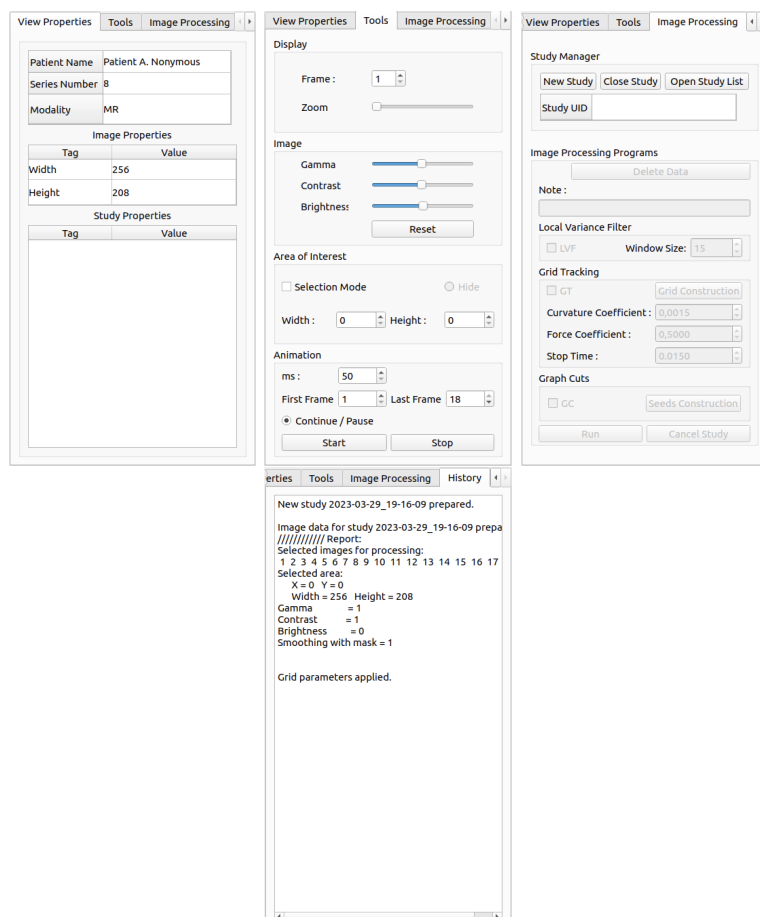 View Properties Tools Image Processing
Patient Name Patient A. Nonymous
Series Number 8
Modality MR
Image Properties
Tag Value
Width 256
Height 208
Study Properties
Tag Value
View Properties Tools Image Processing
Display
Frame : 1
Zoom
Image
Gamma
Contrast
Brightness
Reset
Area of Interest
Selection Mode Hide
Width : 0 Height : 0
Animation
ms : 50
First Frame 1 Last Frame 18
Continue / Pause
Start Stop
View Properties Tools Image Processing
Study Manager
New Study Close Study Open Study List
Study UID
Image Processing Programs
Delete Data
Note :
Local Variance Filter
LVF Window Size: 15
Grid Tracking
GT Grid Construction
Curvature Coefficient : 0,0015
Force Coefficient : 0,5000
Stop Time : 0.0150
Graph Cuts
GC Seeds Construction
Run Cancel Study
erties Tools Image Processing History
New study 2023-03-29_19-16-09 prepared.
Image data for study 2023-03-29_19-16-09 prepa
//////////// Report:
Selected images for processing:
1 2 3 4 5 6 7 8 9 10 11 12 13 14 15 16 17
Selected area:
X = 0 Y = 0
Width = 256 Height = 208
Gamma = 1
Contrast = 1
Brightness = 0
Smoothing with mask = 1
Grid parameters applied.